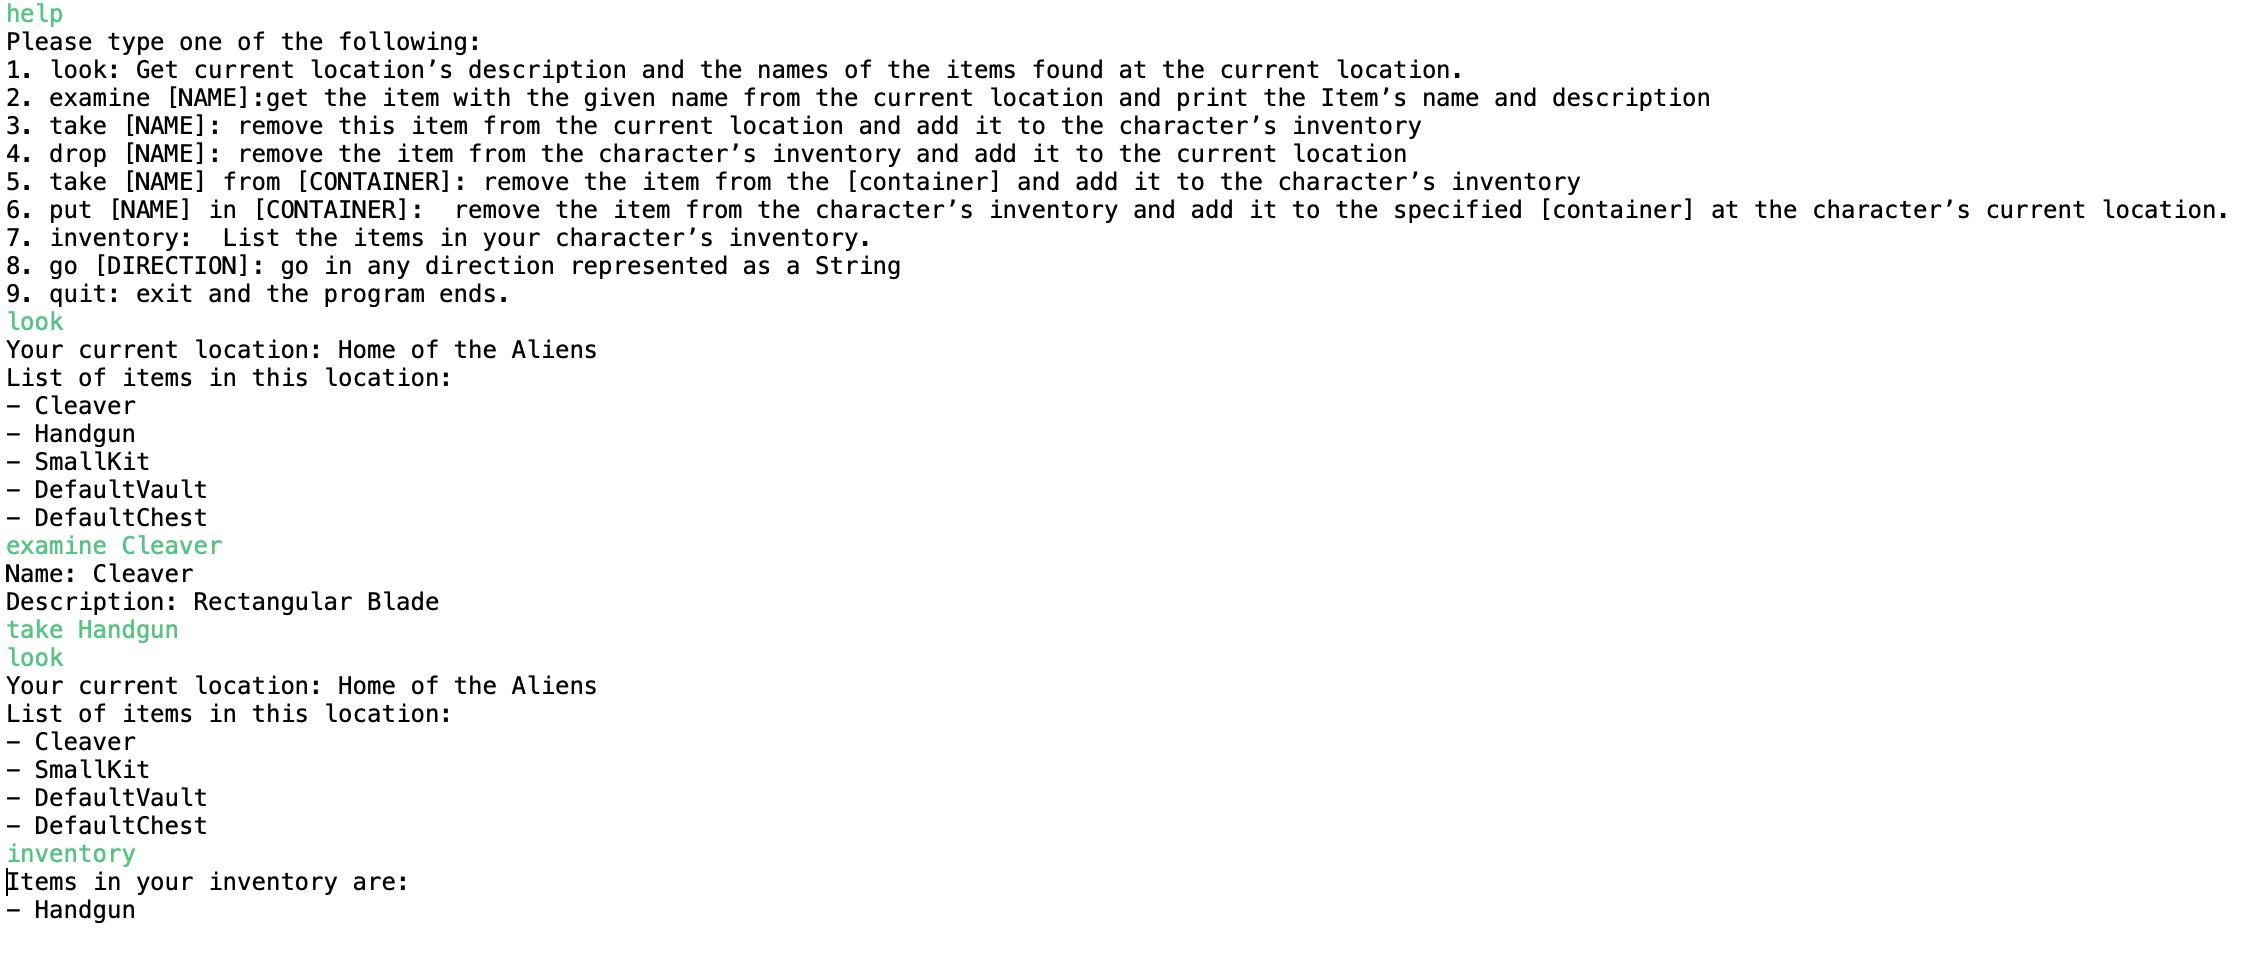 help
Please type one of the following:
1. look: Get current location’s description and the names of the items found at the current location.
2. examine [NAME]:get the item with the given name from the current location and print the Item’s name and description
3. take [NAME]: remove this item from the current location and add it to the character’s inventory
4. drop [NAME]: remove the item from the character’s inventory and add it to the current location
5. take [NAME] from [CONTAINER]: remove the item from the [container] and add it to the character’s inventory
6. put [NAME] in [CONTAINER]:  remove the item from the character’s inventory and add it to the specified [container] at the character’s current location.
7. inventory:  List the items in your character’s inventory.
8. go [DIRECTION]: go in any direction represented as a String
9. quit: exit and the program ends.
look
Your current location: Home of the Aliens
List of items in this location:
- Cleaver
- Handgun
- SmallKit
- DefaultVault
- DefaultChest
examine Cleaver
Name: Cleaver
Description: Rectangular Blade
take Handgun
look
Your current location: Home of the Aliens
List of items in this location:
- Cleaver
- SmallKit
- DefaultVault
- DefaultChest
inventory
Items in your inventory are:
- Handgun